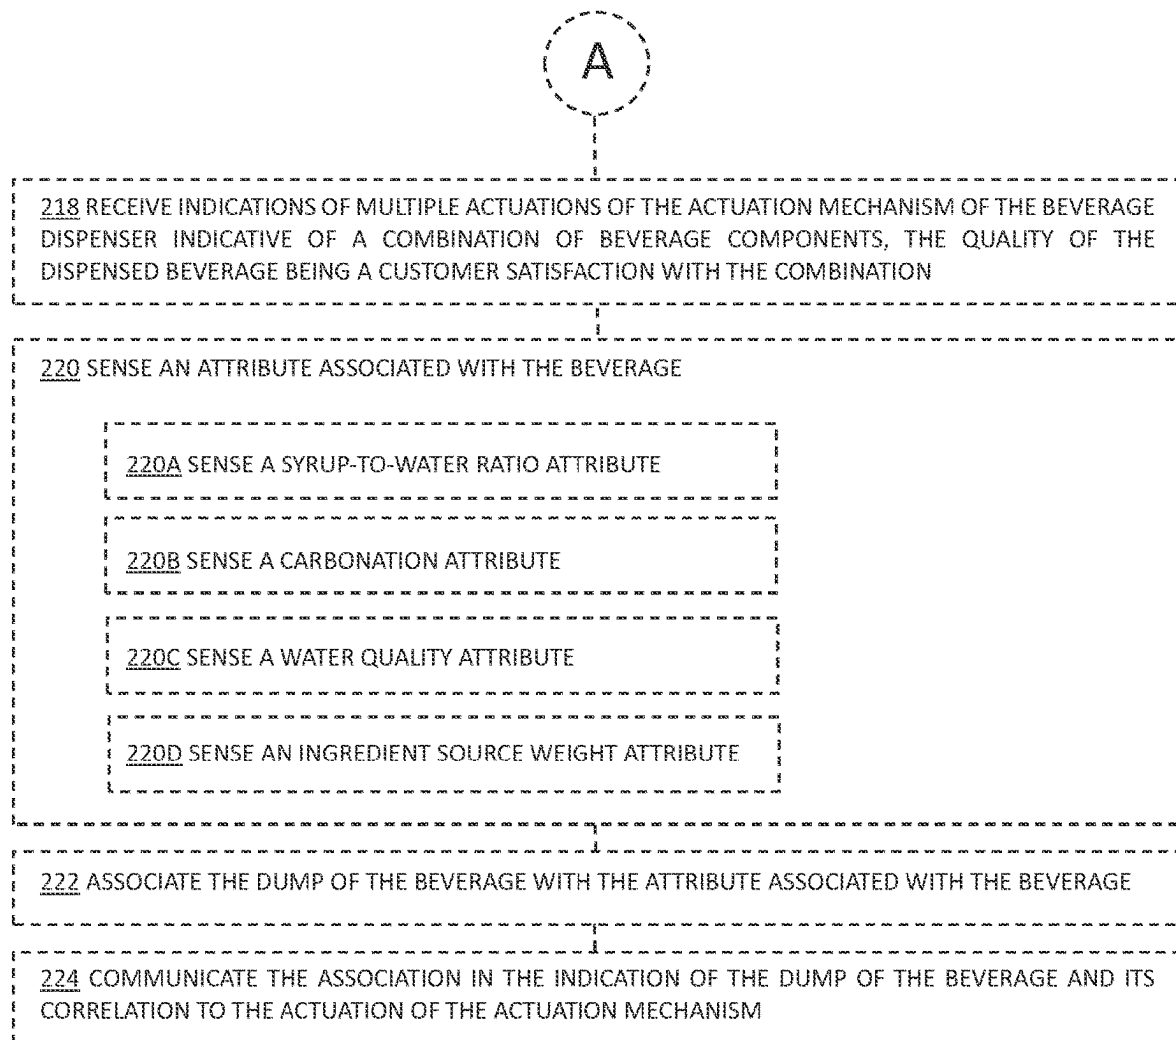 A
218 RECEIVE INDICATIONS OF MULTIPLE ACTUATIONS OF THE ACTUATION MECHANISM OF THE BEVERAGE
DISPENSER INDICATIVE OF A COMBINATION OF BEVERAGE COMPONENTS, THE QUALITY OF THE
DISPENSED BEVERAGE BEING A CUSTOMER SATISFACTION WITH THE COMBINATION
220 SENSE AN ATTRIBUTE ASSOCIATED WITH THE BEVERAGE
220A SENSE A SYRUP-TO-WATER RATIO ATTRIBUTE
220B SENSE A CARBONATION ATTRIBUTE
220C SENSE A WATER QUALITY ATTRIBUTE
220D SENSE AN INGREDIENT SOURCE WEIGHT ATTRIBUTE
222 ASSOCIATE THE DUMP OF THE BEVERAGE WITH THE ATTRIBUTE ASSOCIATED WITH THE BEVERAGE
224 COMMUNICATE THE ASSOCIATION IN THE INDICATION OF THE DUMP OF THE BEVERAGE AND ITS
CORRELATION TO THE ACTUATION OF THE ACTUATION MECHANISM